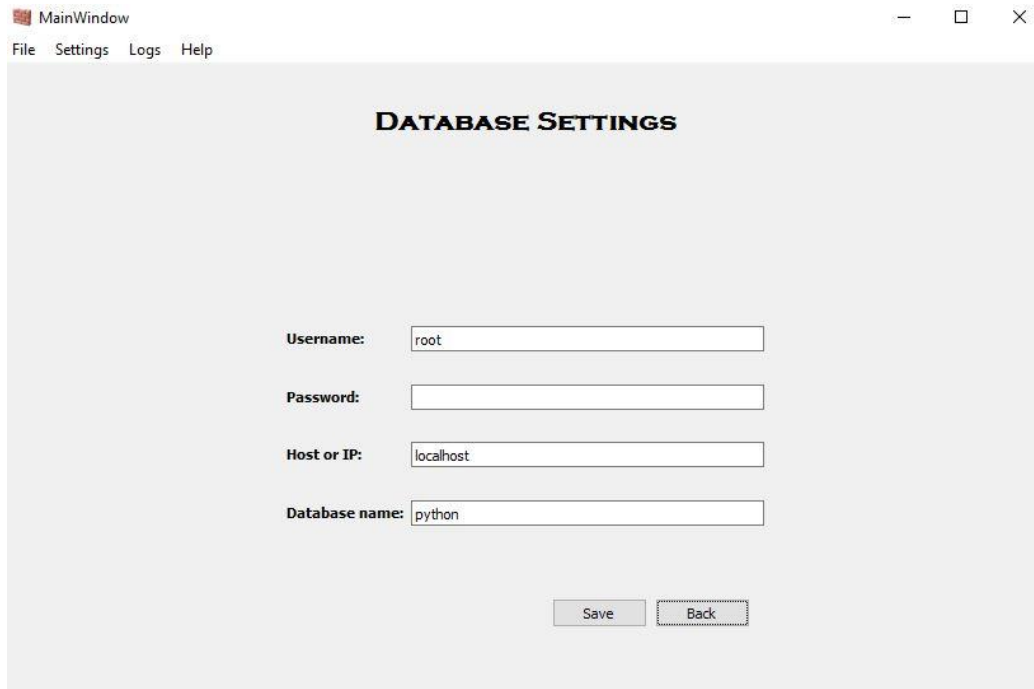 MainWindow
File Settings Logs Help
DATABASE SETTINGS
Username: root
Password:
Host or IP: localhost
Database name: python
Save Back